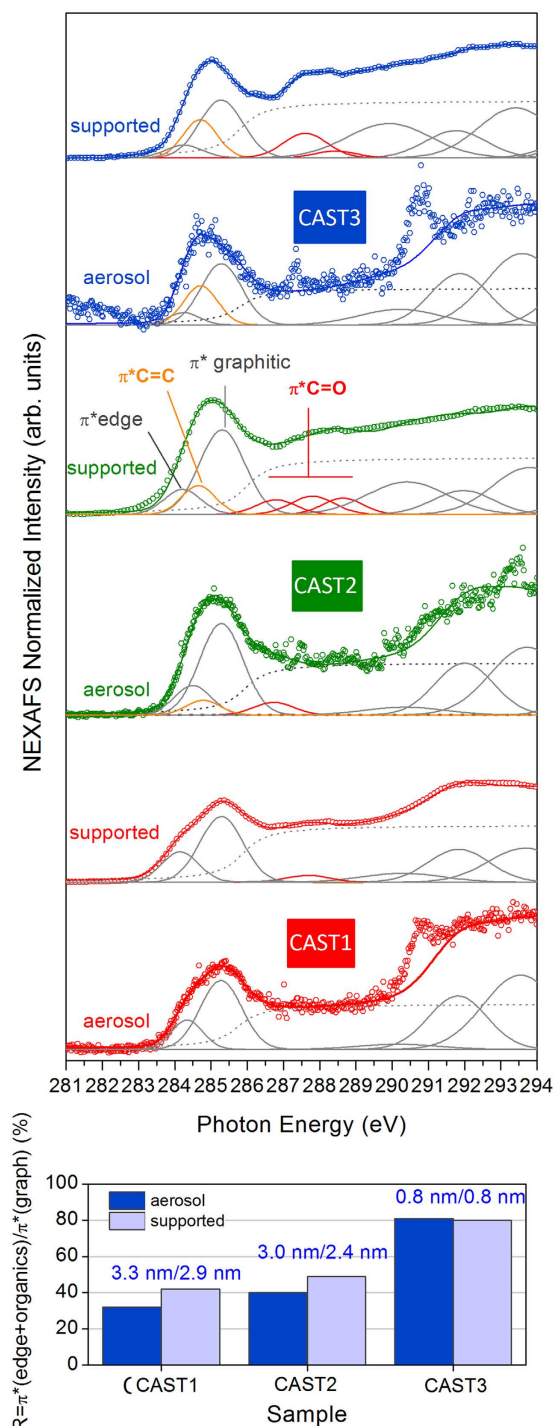 supported
CAST3
aerosol
π*C=C
π* graphitic
π*C=O
π*edge
supported
CAST2
aerosol
supported
CAST1
aerosol
NEXAFS Normalized Intensity (arb. units)
281 282 283 284 285 286 287 288 289 290 291 292 293 294
Photon Energy (eV)
R=π*(edge+organics)/π*(graph) (%)
100
80
60
40
20
0
aerosol
supported
3.3 nm/2.9 nm
3.0 nm/2.4 nm
0.8 nm/0.8 nm
(CAST1 CAST2 CAST3
Sample